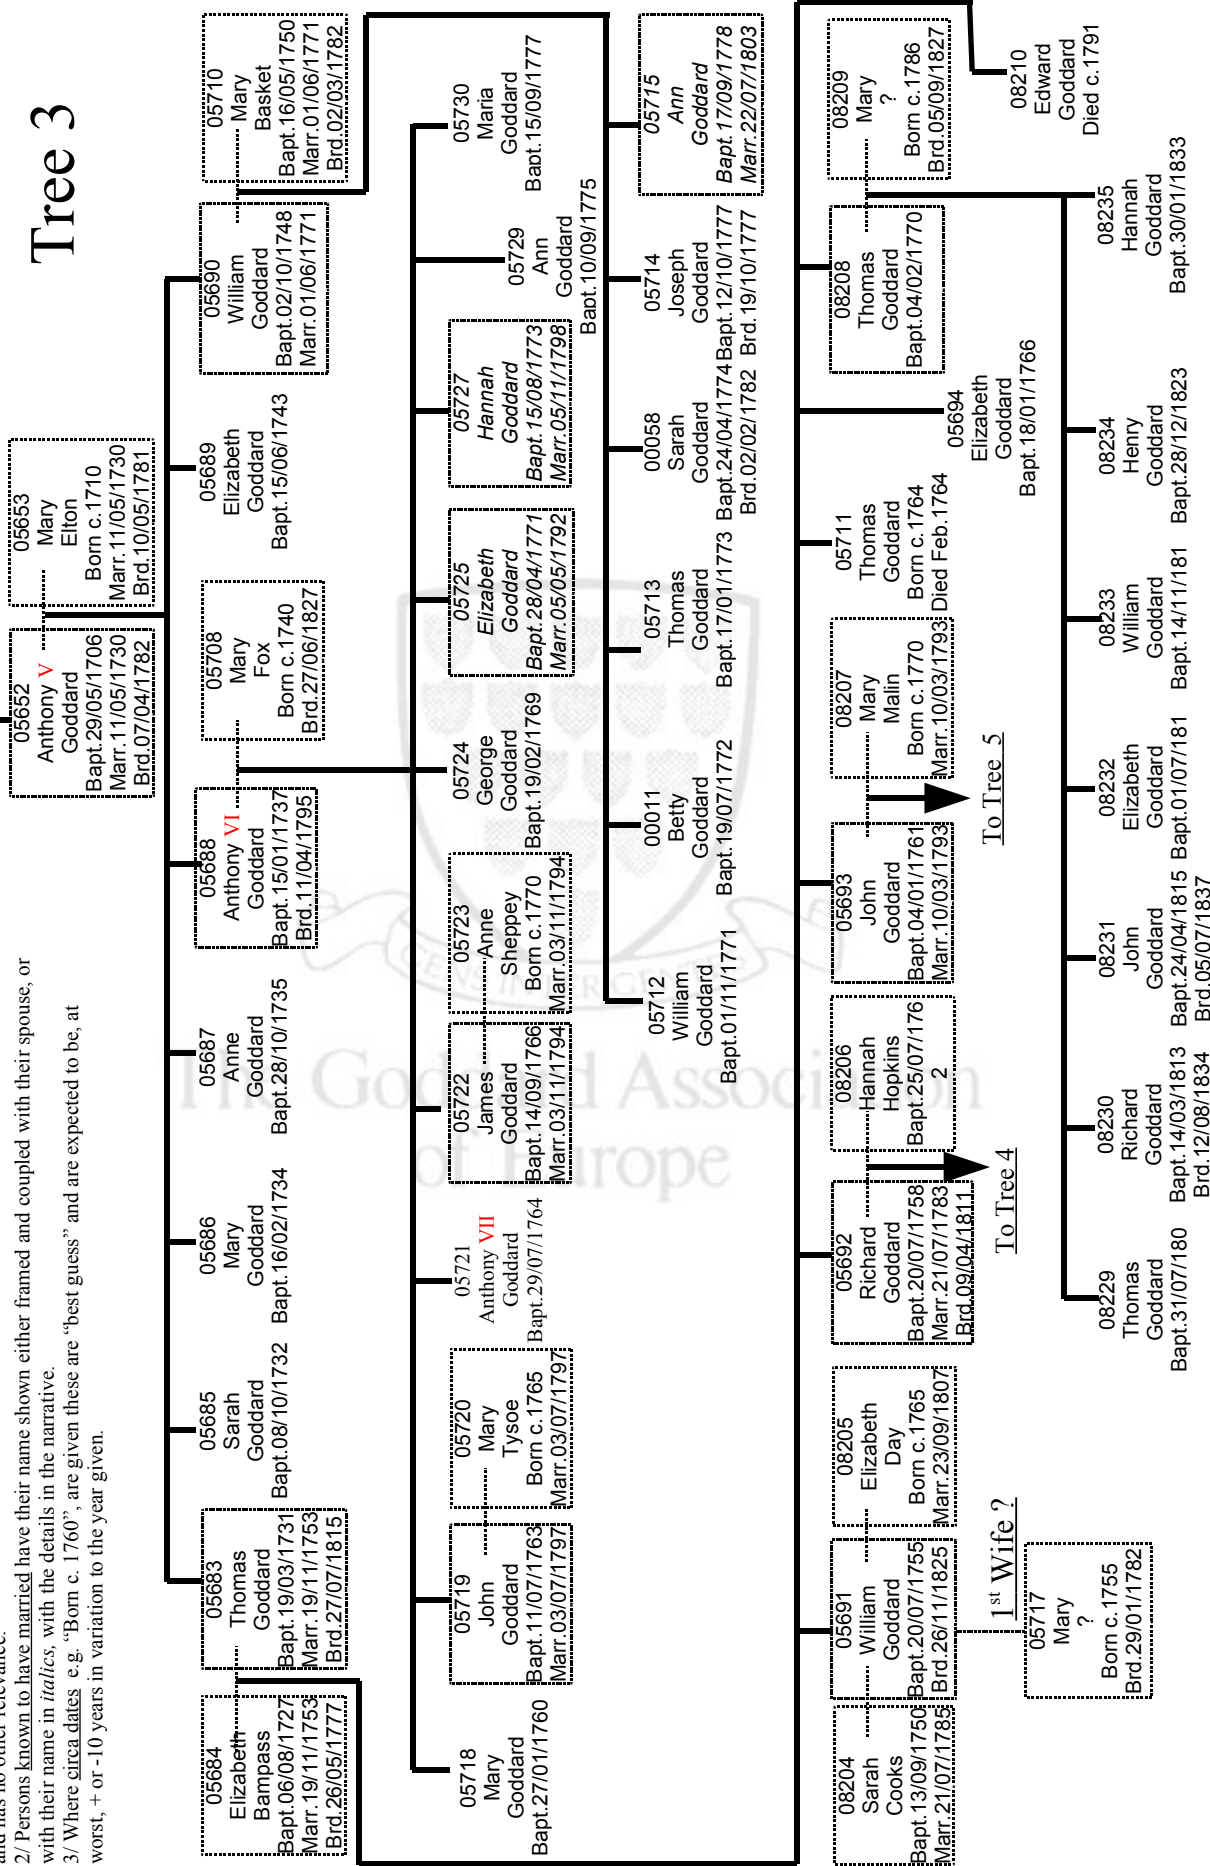 and has no other relevance.
2/ Persons known to have married have their name shown either framed and coupled with their spouse, or
with their name in italics, with the details in the narrative.
3/ Where circa dates e.g. “Born c. 1760”, are given these are “best guess” and are expected to be, at
worst, + or -10 years in variation to the year given.
Tree 3
05652
Anthony V
Goddard
Bapt.29/05/1706
Marr.11/05/1730
Brd.07/04/1782
05653
Mary
Elton
Born c.1710
Marr.11/05/1730
Brd.10/05/1781
05684
Elizabeth
Bampass
Bapt.06/08/1727
Marr.19/11/1753
Brd.26/05/1777
05683
Thomas
Goddard
Bapt.19/03/1731
Marr.19/11/1753
Brd.27/07/1815
05685
Sarah
Goddard
Bapt.08/10/1732
05686
Mary
Goddard
Bapt.16/02/1734
05687
Anne
Goddard
Bapt.28/10/1735
05688
Anthony VI
Goddard
Bapt.15/01/1737
Brd.11/04/1795
05708
Mary
Fox
Born c.1740
Brd.27/06/1827
05689
Elizabeth
Goddard
Bapt.15/06/1743
05690
William
Goddard
Bapt.02/10/1748
Marr.01/06/1771
05710
Mary
Basket
Bapt.16/05/1750
Marr.01/06/1771
Brd.02/03/1782
05718
Mary
Goddard
Bapt.27/01/1760
05719
John
Goddard
Bapt.11/07/1763
Marr.03/07/1797
05720
Mary
Tysoe
Born c.1765
Marr.03/07/1797
05721
Anthony VII
Goddard
Bapt.29/07/1764
05722
James
Goddard
Bapt.14/09/1766
Marr.03/11/1794
05723
Anne
Sheppey
Born c.1770
Marr.03/11/1794
05724
George
Goddard
Bapt.19/02/1769
05725
Elizabeth
Goddard
Bapt.28/04/1771
Marr.05/05/1792
05727
Hannah
Goddard
Bapt.15/08/1773
Marr.05/11/1798
05729
Ann
Goddard
Bapt.10/09/1775
05730
Maria
Goddard
Bapt.15/09/1777
05712
William
Goddard
Bapt.01/11/1771
00011
Betty
Goddard
Bapt.19/07/1772
05713
Thomas
Goddard
Bapt.17/01/1773
00058
Sarah
Goddard
Bapt.24/04/1774
Brd.02/02/1782
05714
Joseph
Goddard
Bapt.12/10/1777
Brd.19/10/1777
05715
Ann
Goddard
Bapt.17/09/1778
Marr.22/07/1803
GENS INTER GENTES
The Goddard Association
of Europe
08204
Sarah
Cooks
Bapt.13/09/1750
Marr.21/07/1785
05691
William
Goddard
Bapt.20/07/1755
Brd.26/11/1825
08205
Elizabeth
Day
Born c.1765
Marr.23/09/1807
05692
Richard
Goddard
Bapt.20/07/1758
Marr.21/07/1783
Brd.09/04/1811
08206
Hannah
Hopkins
Bapt.25/07/176
2
05693
John
Goddard
Bapt.04/01/1761
Marr.10/03/1793
08207
Mary
Malin
Born c.1770
Marr.10/03/1793
05711
Thomas
Goddard
Born c.1764
Died Feb.1764
05694
Elizabeth
Goddard
Bapt.18/01/1766
08208
Thomas
Goddard
Bapt.04/02/1770
08209
Mary
?
Born c.1786
Brd.05/09/1827
08210
Edward
Goddard
Died c.1791
1st Wife ?
05717
Mary
?
Born c.1755
Brd.29/01/1782
To Tree 4
To Tree 5
08229
Thomas
Goddard
Bapt.31/07/180
08230
Richard
Goddard
Bapt.14/03/1813
Brd.12/08/1834
08231
John
Goddard
Bapt.24/04/1815
Brd.05/07/1837
08232
Elizabeth
Goddard
Bapt.01/07/181
08233
William
Goddard
Bapt.14/11/181
08234
Henry
Goddard
Bapt.28/12/1823
08235
Hannah
Goddard
Bapt.30/01/1833